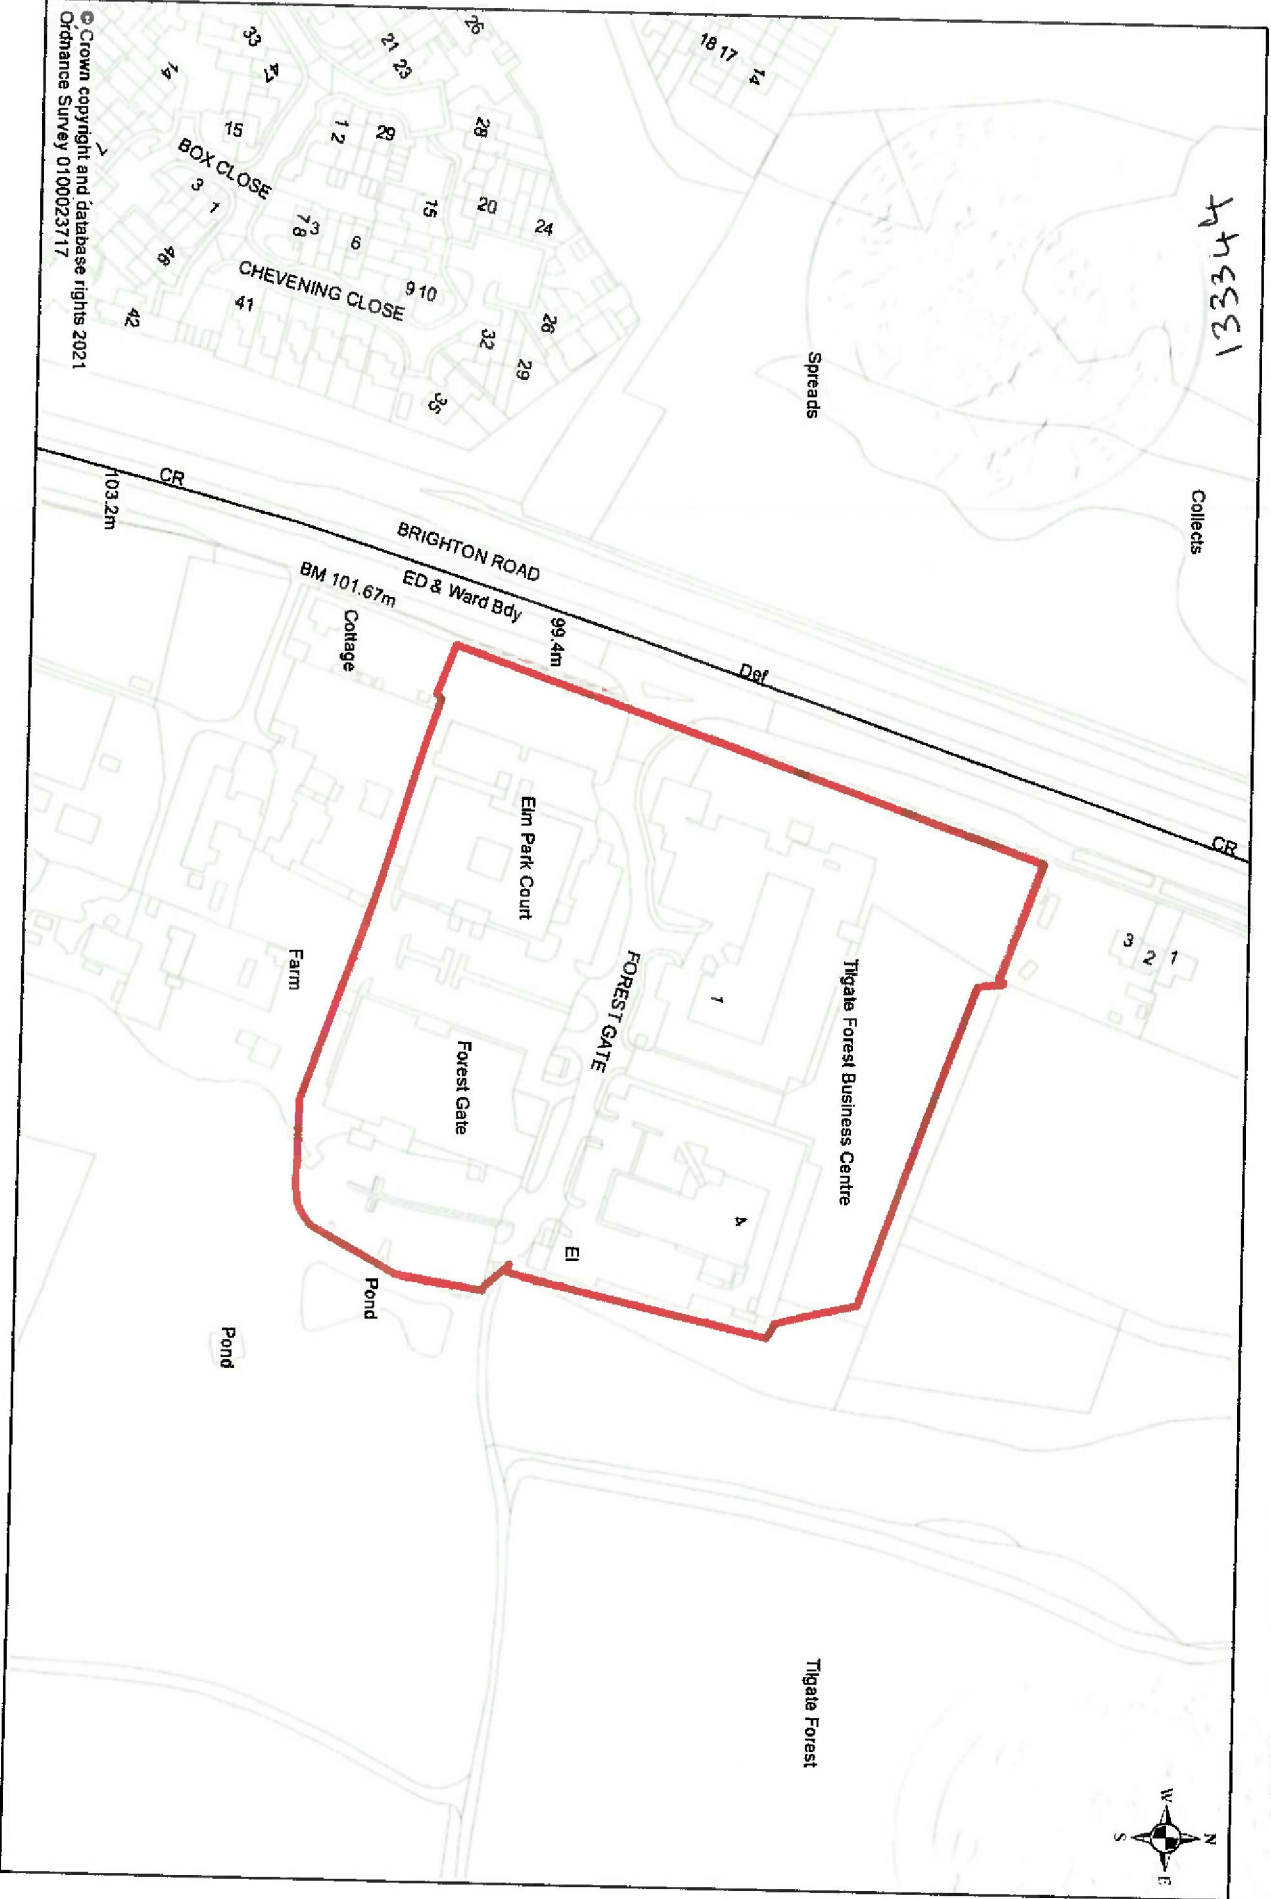 133344
N
W
E
S
Collects
Spreads
18 17
14
26
21 23
33
47
14
28
29
1 2
15
BOX CLOSE
24
20
15
3
6
7
8
3
1
CHEVENING CLOSE
9 10
26
32
29
41
46
42
35
CR
BRIGHTON ROAD
ED & Ward Bdy
99.4m
Def
CR
103.2m
BM 101.67m
Cottage
1
2
3
Tilgate Forest Business Centre
Elm Park Court
FOREST GATE
1
Farm
Forest Gate
A
El
Pond
Pond
Tilgate Forest
© Crown copyright and database rights 2021
Ordnance Survey 0100023717